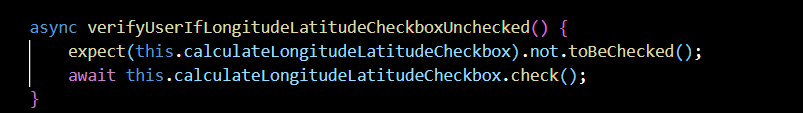 async verifyUserIfLongitudeLatitudeCheckboxUnchecked() {
expect(this.calculateLongitudeLatitudeCheckbox).not.toBeChecked();
await this.calculateLongitudeLatitudeCheckbox.check();
}